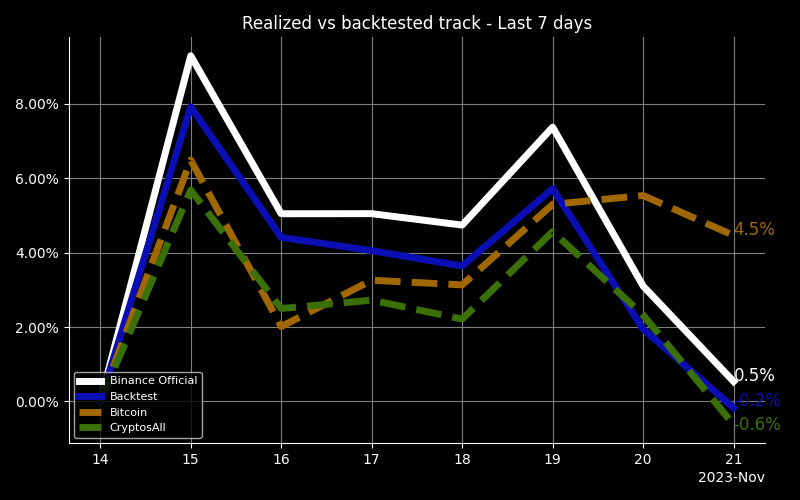 Realized vs backtested track - Last 7 days
8.00%
6.00%
4.00%
2.00%
0.00%
4.5%
0.5%
-0.2%
-0.6%
Binance Official
Backtest
Bitcoin
CryptosAll
14 15 16 17 18 19 20 21
2023-Nov